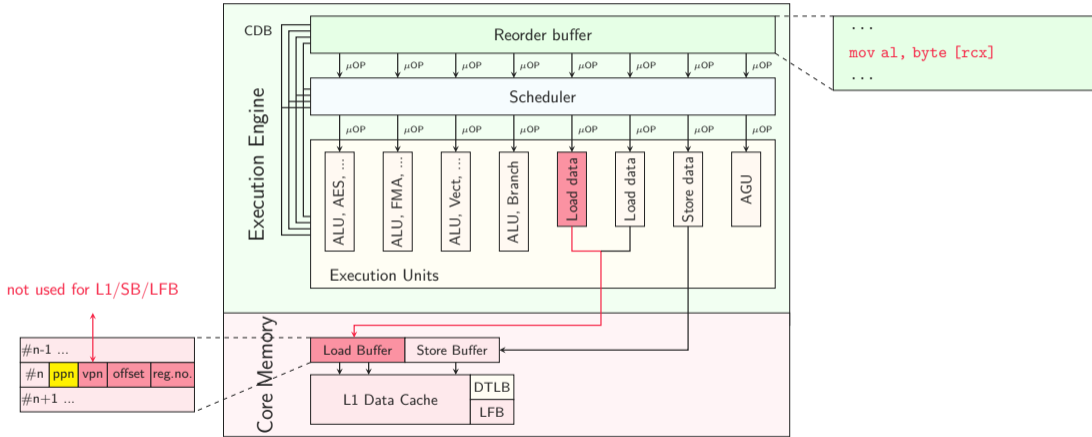 CDB
Reorder buffer
...
mov al, byte [rcx]
...
μOP μOP μOP μOP μOP μOP μOP μOP
Scheduler
Execution Engine
μOP μOP μOP μOP μOP μOP μOP μOP
ALU, AES, ...
ALU, FMA, ...
ALU, Vect, ...
ALU, Branch
Load data
Load data
Store data
AGU
Execution Units
not used for L1/SB/LFB
Core Memory
#n-1 ...
#n ppn vpn offset reg.no.
#n+1 ...
Load Buffer Store Buffer
L1 Data Cache
DTLB
LFB